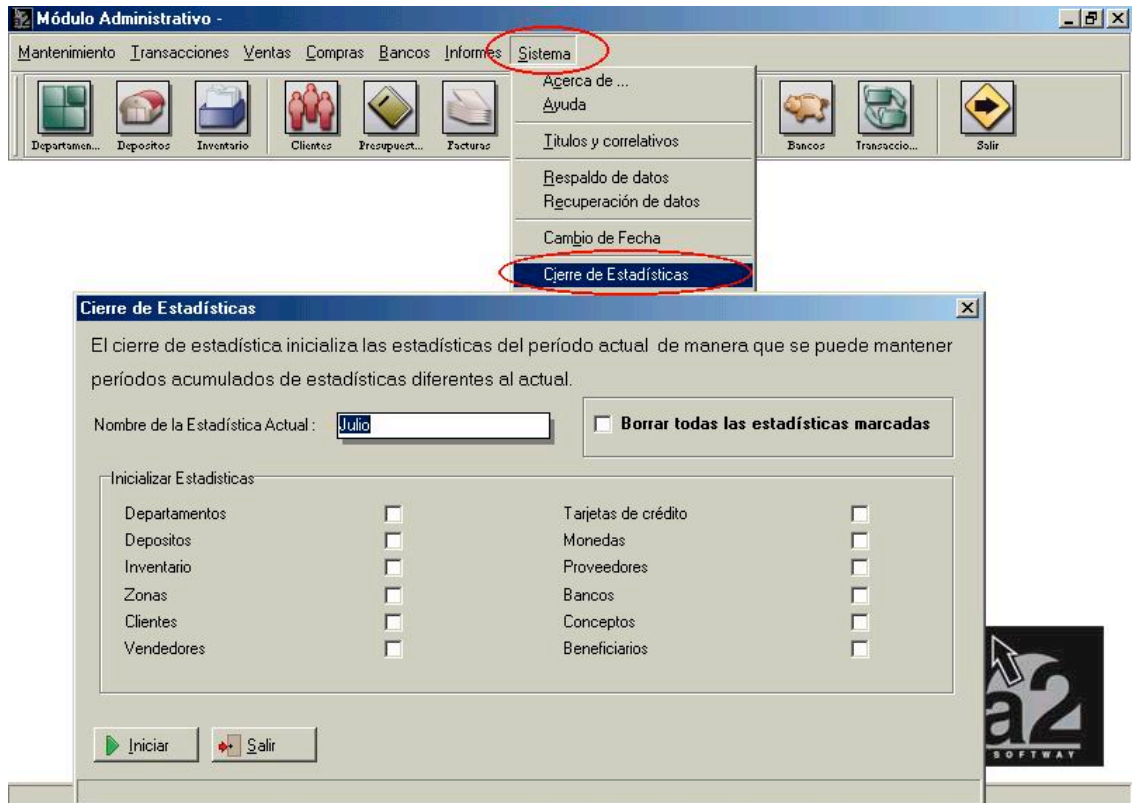 Módulo Administrativo -
Mantenimiento Transacciones Ventas Compras Bancos Informes Sistema
Departamen... Depositos Inventario Clientes Presupuest... Facturas Bancos Transaccio... Salir
Acerca de ...
Ayuda
Titulos y correlativos
Respaldo de datos
Recuperación de datos
Cambio de Fecha
Cierre de Estadísticas
Cierre de Estadísticas
El cierre de estadística inicializa las estadísticas del período actual de manera que se puede mantener
períodos acumulados de estadísticas diferentes al actual.
Nombre de la Estadística Actual : Julio Borrar todas las estadísticas marcadas
Inicializar Estadisticas
Departamentos Tarjetas de crédito
Depositos Monedas
Inventario Proveedores
Zonas Bancos
Clientes Conceptos
Vendedores Beneficiarios
Iniciar Salir
a2
SOFTWAY